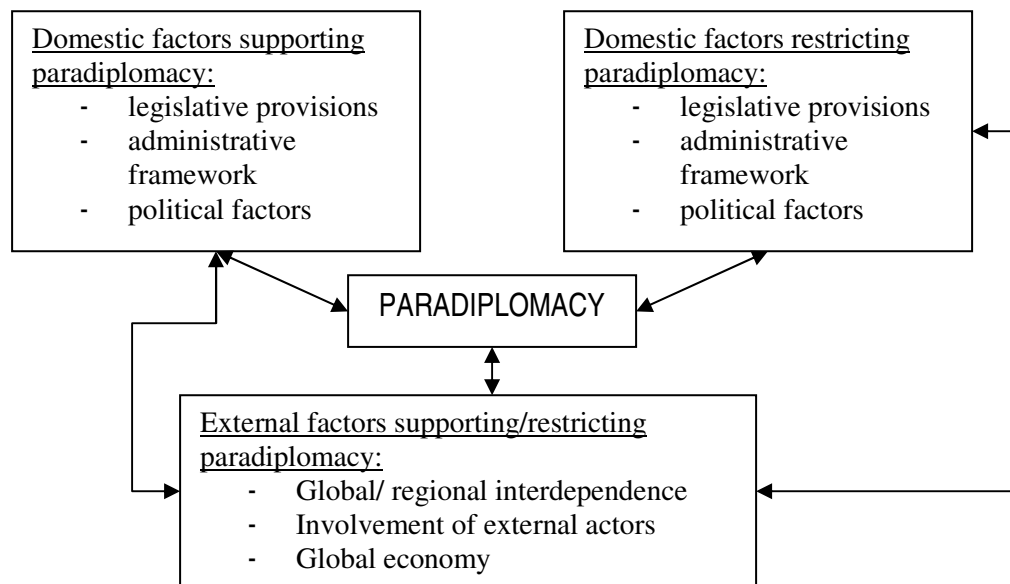 Domestic factors supporting
paradiplomacy:
- legislative provisions
- administrative
framework
- political factors
Domestic factors restricting
paradiplomacy:
- legislative provisions
- administrative
framework
- political factors
PARADIPLOMACY
External factors supporting/restricting
paradiplomacy:
- Global/ regional interdependence
- Involvement of external actors
- Global economy